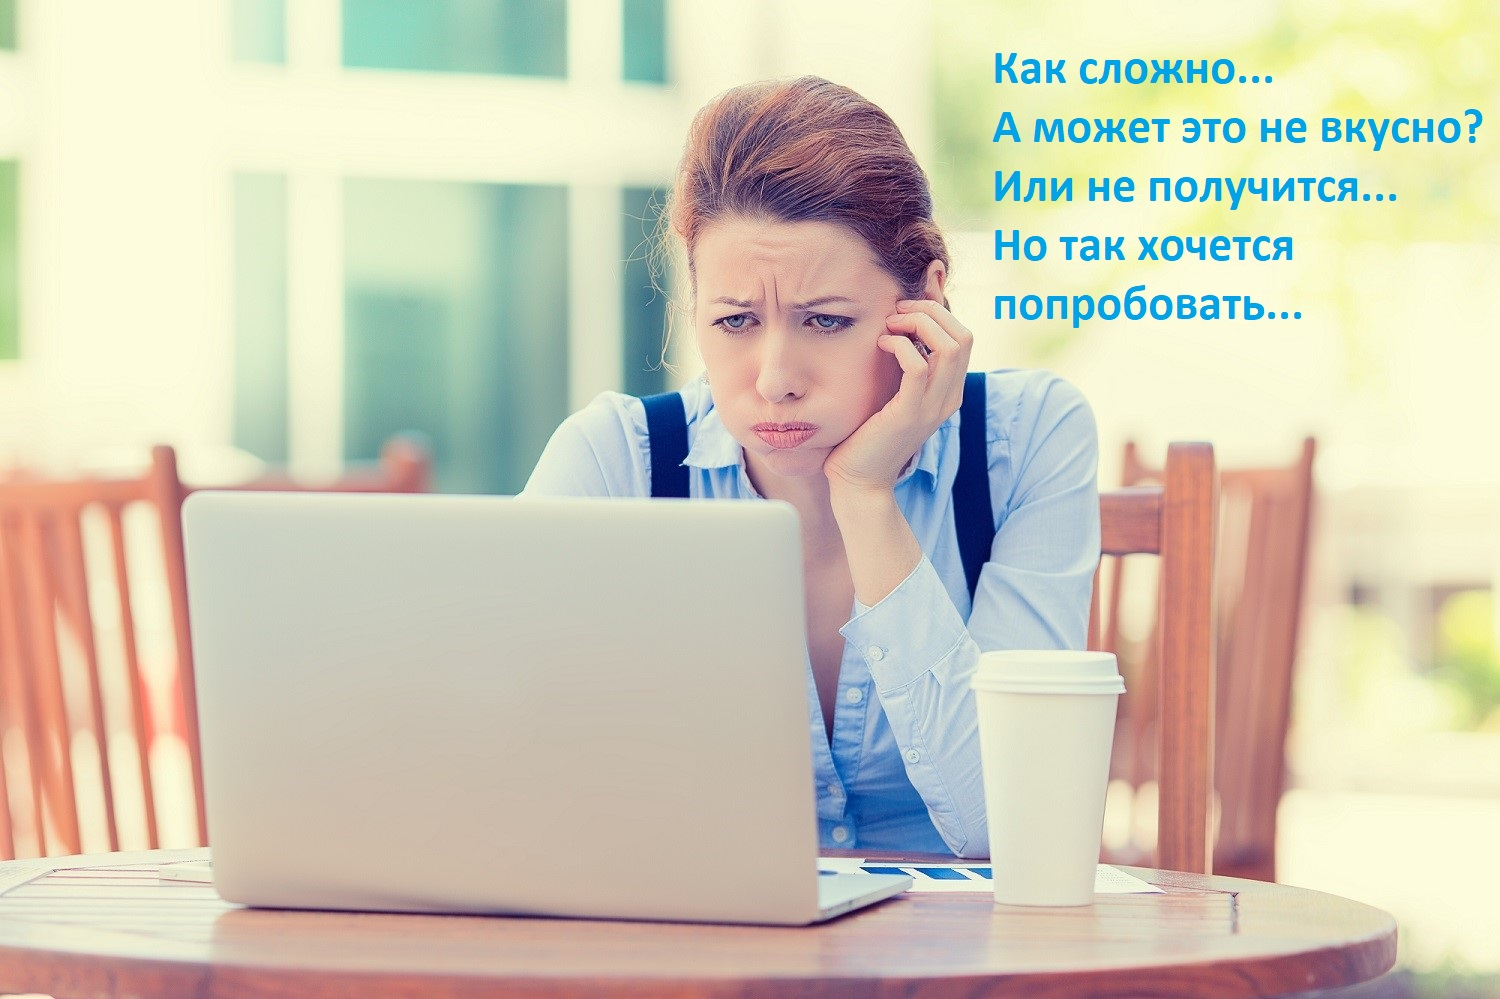 Как сложно...
А может это не вкусно?
Или не получится...
Но так хочется
попробовать...